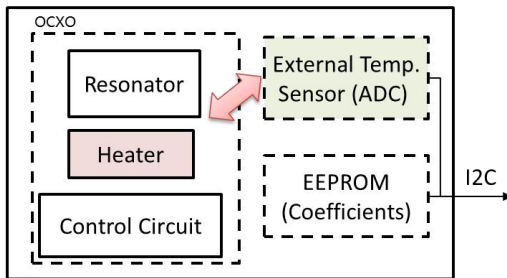 OCXO
Resonator
Heater
Control Circuit
External Temp.
Sensor (ADC)
EEPROM
(Coefficients)
I2C